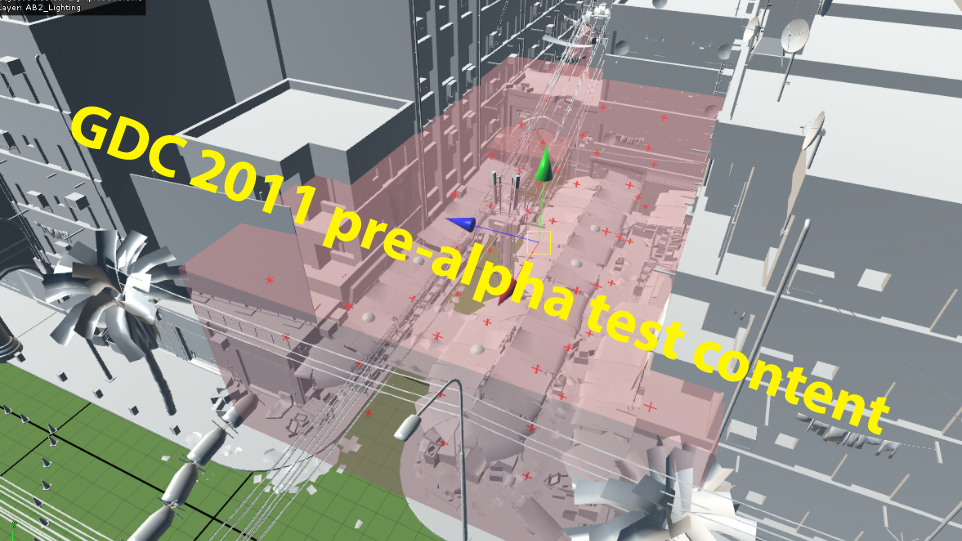 Layer: AB2_Lighting
GDC 2011 pre-alpha test content